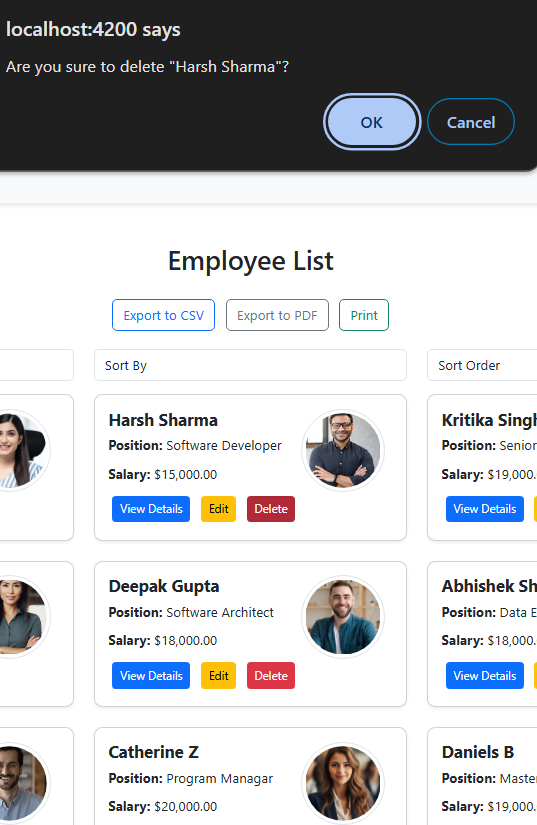 localhost:4200 says
Are you sure to delete "Harsh Sharma"?
OK Cancel
Employee List
Export to CSV Export to PDF Print
Sort By Sort Order
Harsh Sharma
Position: Software Developer
Salary: $15,000.00
View Details Edit Delete
Kritika Singh
Position: Senior
Salary: $19,000.
View Details
Deepak Gupta
Position: Software Architect
Salary: $18,000.00
View Details Edit Delete
Abhishek Sh
Position: Data E
Salary: $18,000.
View Details
Catherine Z
Position: Program Managar
Salary: $20,000.00
Daniels B
Position: Master
Salary: $19,000.